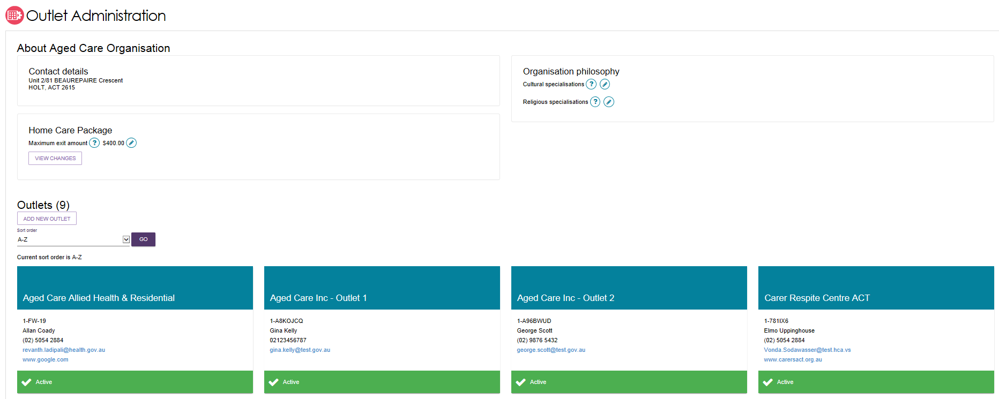 Outlet Administration
About Aged Care Organisation
Contact details
Unit 2/81 BEAUREPAIRE Crescent
HOLT, ACT 2615
Organisation philosophy
Cultural specialisations ?
Religious specialisations ?
Home Care Package
Maximum exit amount ? $400.00
VIEW CHANGES
Outlets (9)
ADD NEW OUTLET
Sort order
A-Z
GO
Current sort order is A-Z
Aged Care Allied Health & Residential
1-FW-19
Allan Coady
(02) 5054 2884
revanth.ladipali@health.gov.au
www.google.com
Active
Aged Care Inc - Outlet 1
1-A8KOJCQ
Gina Kelly
02123456787
gina.kelly@test.gov.au
Active
Aged Care Inc - Outlet 2
1-A96BWUD
George Scott
(02) 9876 5432
george.scott@test.gov.au
Active
Carer Respite Centre ACT
1-781IX6
Elmo Uppinghouse
(02) 5054 2884
Vonda.Sodawasser@test.hca.vs
www.carersact.org.au
Active